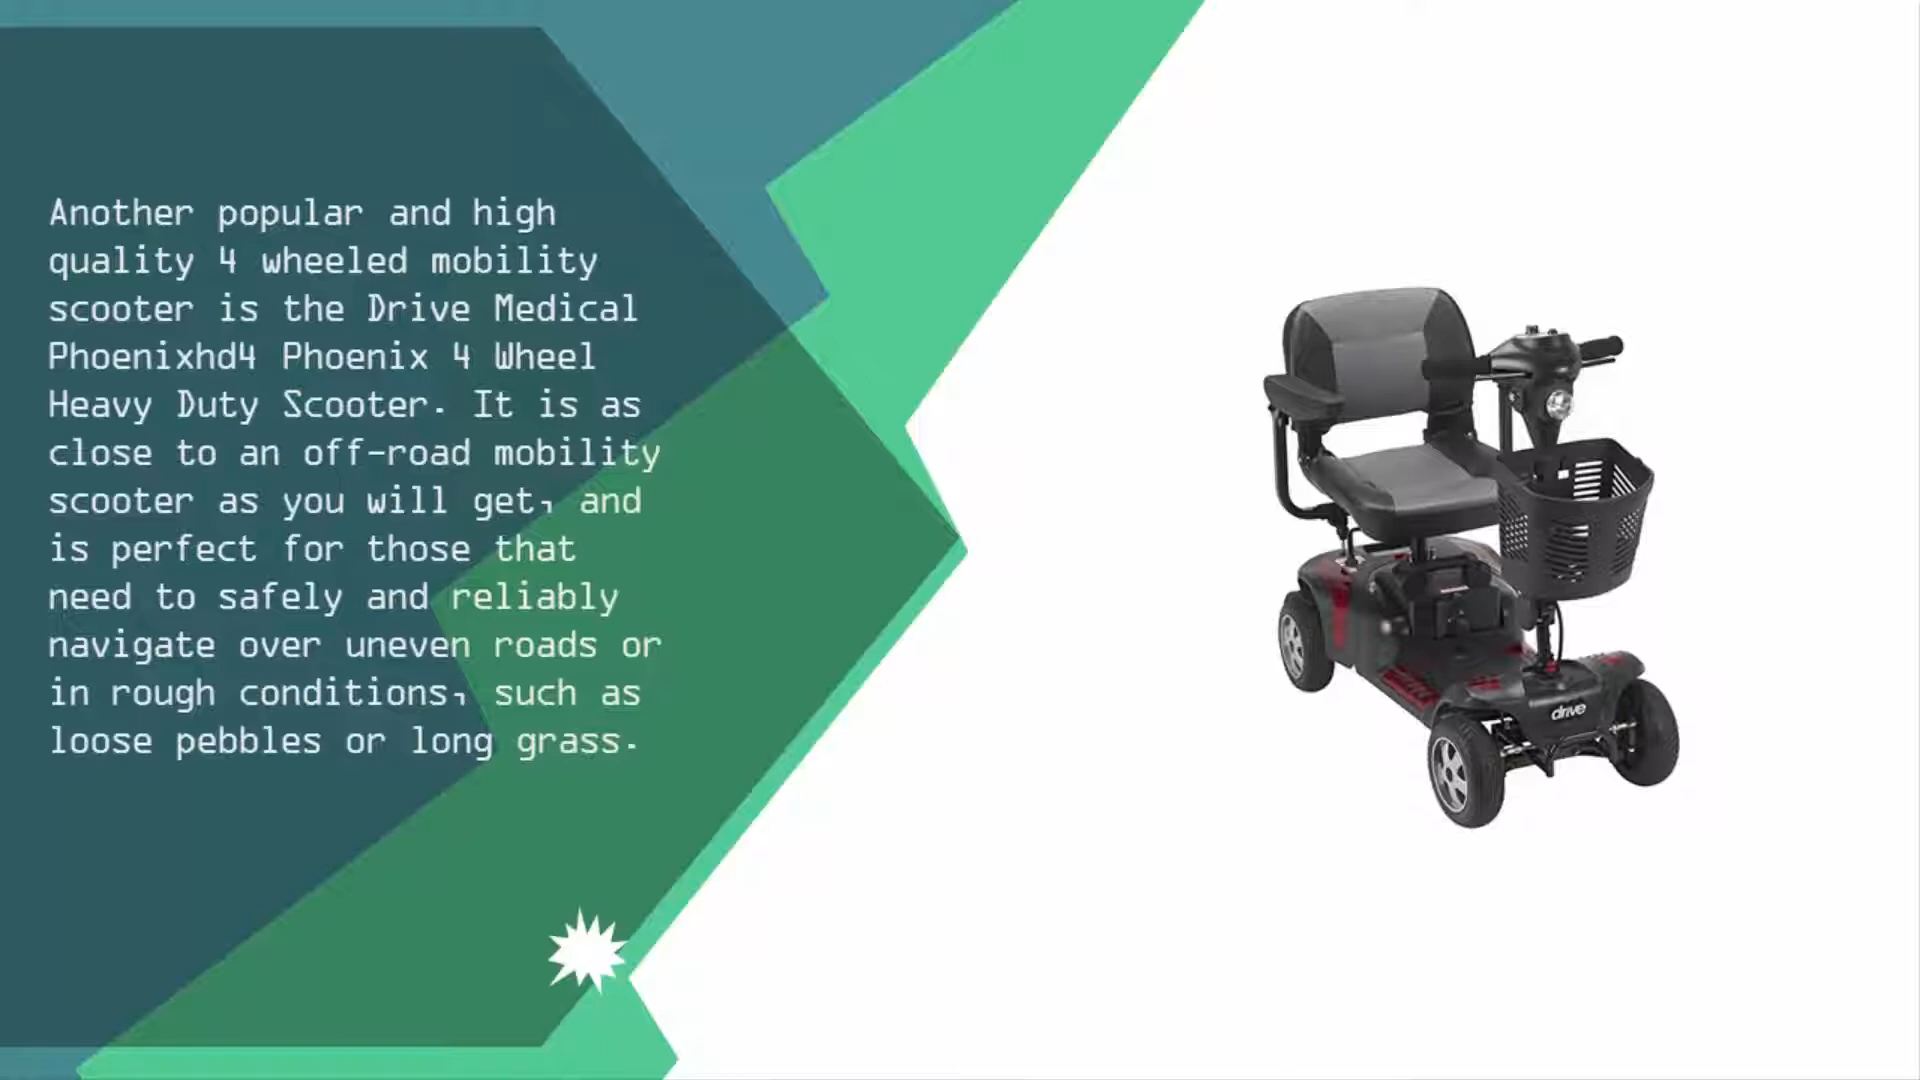 Another popular and high
quality 4 wheeled mobility
scooter is the Drive Medical
Phoenixhd4 Phoenix 4 Wheel
Heavy Duty Scooter. It is as
close to an off-road mobility
scooter as you will get, and
is perfect for those that
need to safely and reliably
navigate over uneven roads or
in rough conditions, such as
loose pebbles or long grass.
drive